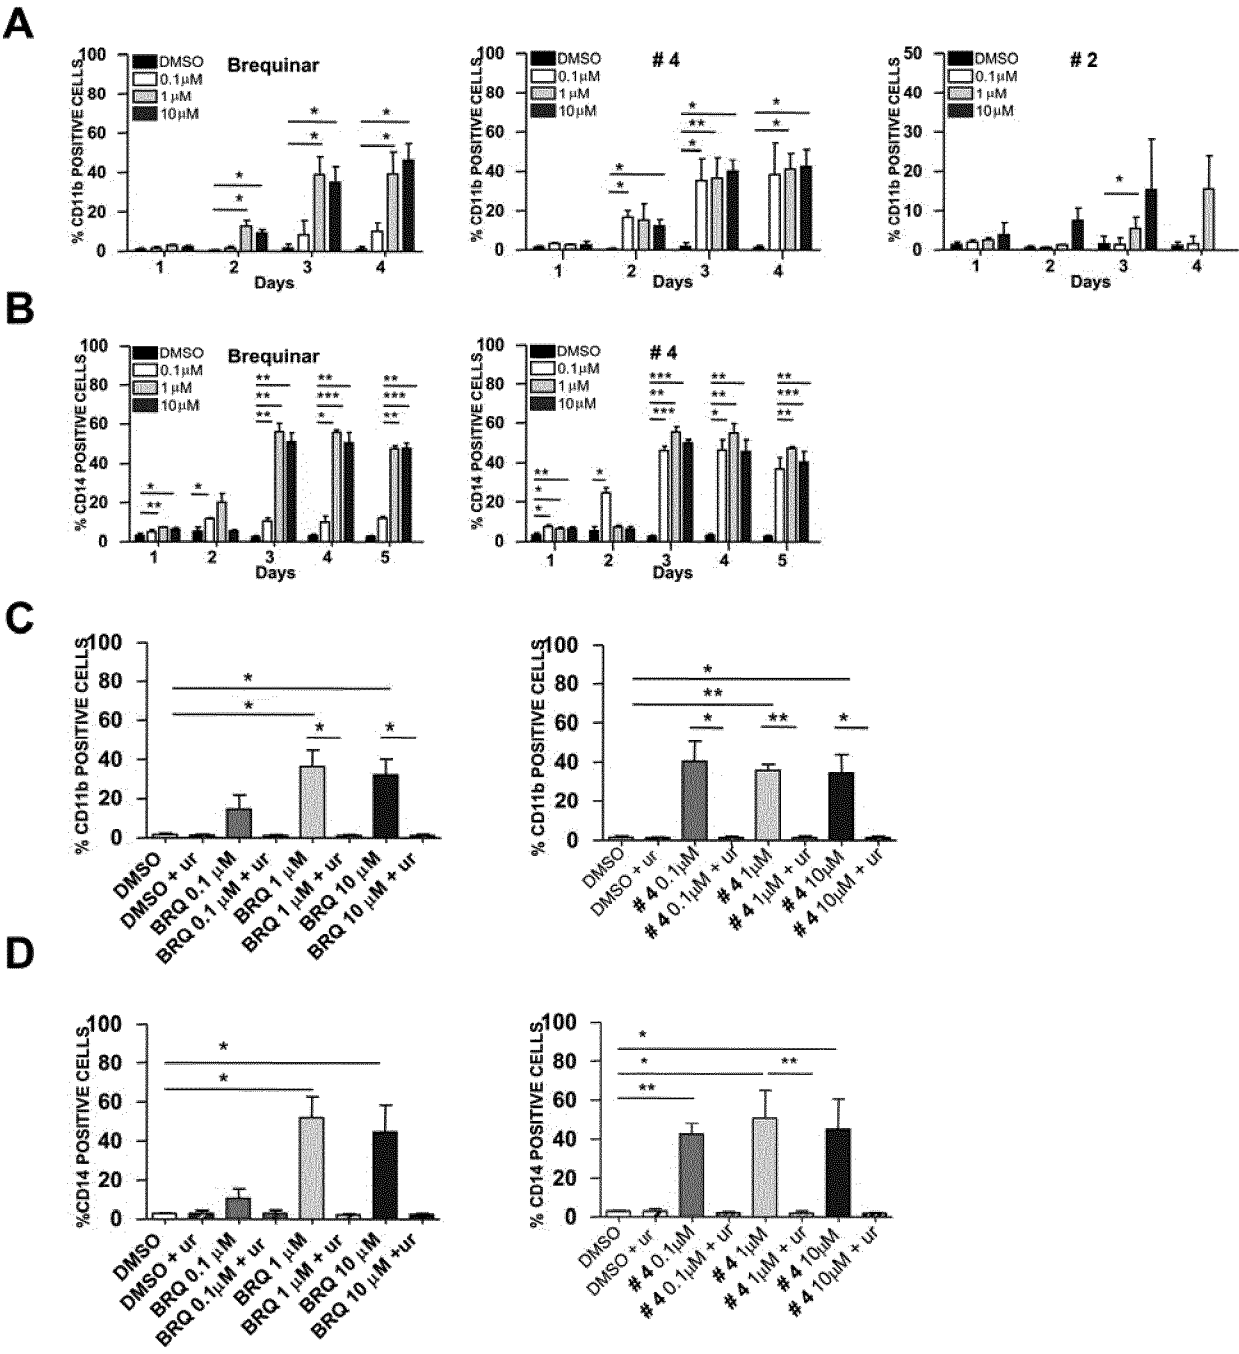 A
Brequinar
% CD11b POSITIVE CELLS
100
80
60
40
20
0
DMSO
0.1µM
1 µM
10µM
* * * * * *
1 2 3 4
Days
# 4
% CD11b POSITIVE CELLS
100
80
60
40
20
0
DMSO
0.1µM
1 µM
10µM
* * * ** * * *
1 2 3 4
Days
# 2
% CD11b POSITIVE CELLS
50
40
30
20
10
0
DMSO
0.1µM
1 µM
10µM
*
1 2 3 4
Days
B
Brequinar
% CD14 POSITIVE CELLS
100
80
60
40
20
0
DMSO
0.1µM
1 µM
10µM
* ** * ** ** ** ** *** * ** *** **
1 2 3 4 5
Days
# 4
% CD14 POSITIVE CELLS
100
80
60
40
20
0
DMSO
0.1µM
1 µM
10µM
** * * * *** ** *** ** ** * ** *** **
1 2 3 4 5
Days
C
% CD11b POSITIVE CELLS
100
80
60
40
20
0
* * * *
DMSO
DMSO + ur
BRQ 0.1 µM
BRQ 0.1 µM + ur
BRQ 1 µM
BRQ 1 µM + ur
BRQ 10 µM
BRQ 10 µM + ur
% CD11b POSITIVE CELLS
100
80
60
40
20
0
* ** * ** *
DMSO
DMSO + ur
# 4 0.1µM
# 4 0.1µM + ur
# 4 1µM
# 4 1µM + ur
# 4 10µM
# 4 10µM + ur
D
%CD14 POSITIVE CELLS
100
80
60
40
20
0
* *
DMSO
DMSO + ur
BRQ 0.1 µM
BRQ 0.1µM + ur
BRQ 1 µM
BRQ 1 µM + ur
BRQ 10 µM
BRQ 10 µM +ur
% CD14 POSITIVE CELLS
100
80
60
40
20
0
* * ** **
DMSO
DMSO + ur
# 4 0.1µM
# 4 0.1µM + ur
# 4 1µM
# 4 1µM + ur
# 4 10µM
# 4 10µM + ur